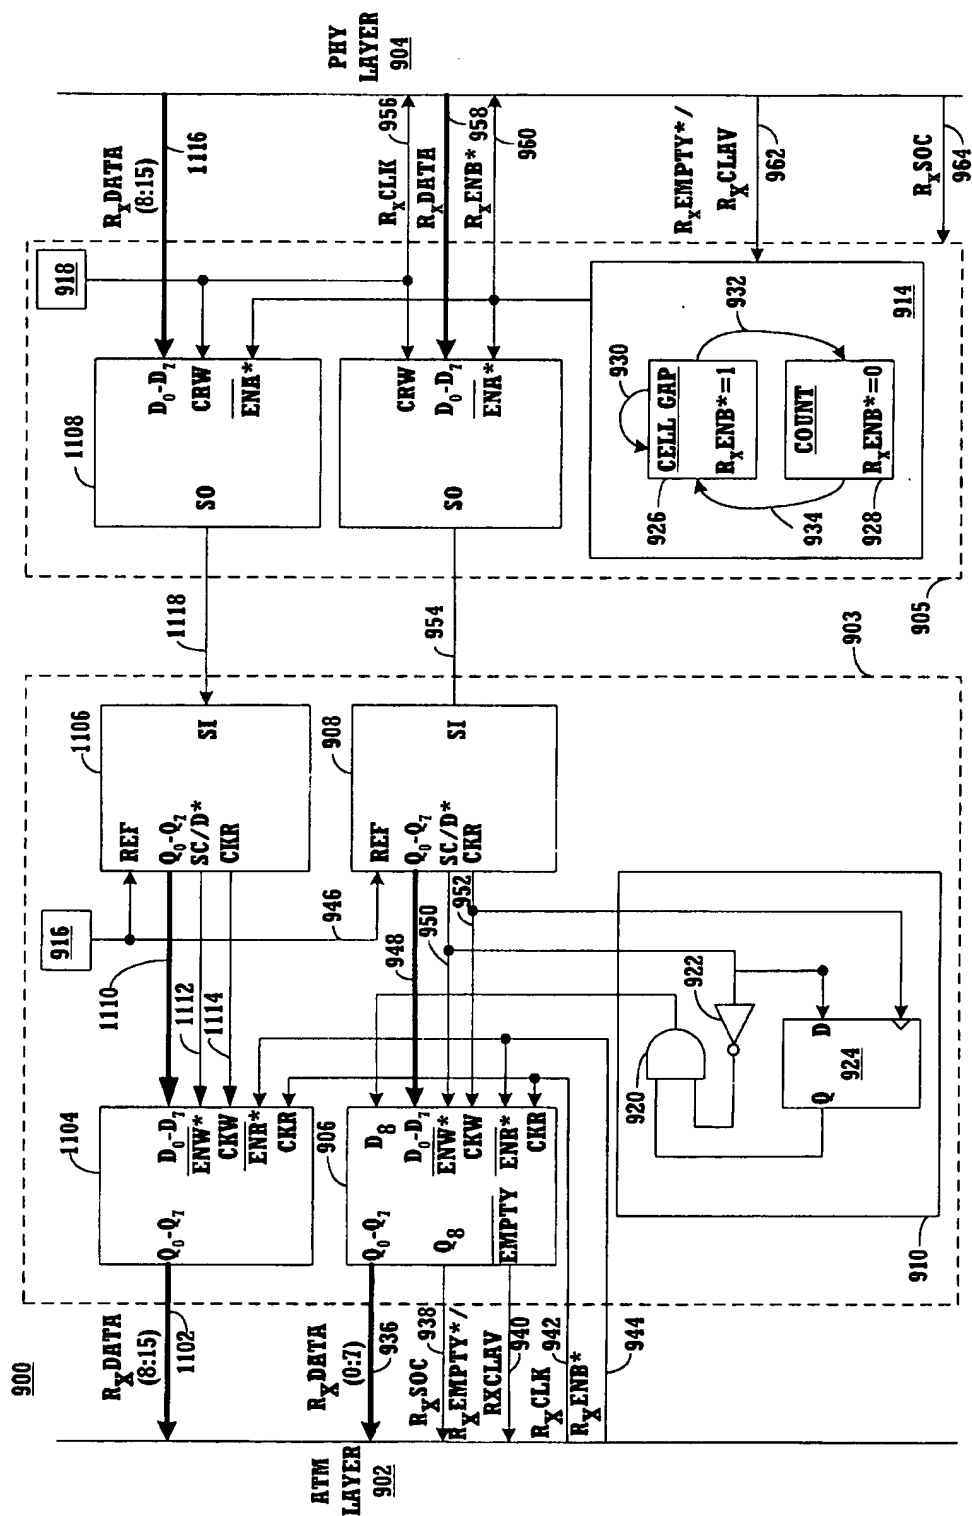 900
ATM
LAYER
902
RXDATA
(8:15)
1102
RXDATA
(0:7)
936
RXSOC
938
RXEMPTY*/
RXCLAV
940
RXCLK
942
RXENB*
944
1104
Q0-Q7
D0-D7
ENW*
CKW
ENR*
CKR
906
Q0-Q7
Q8
EMPTY
D8
D0-D7
ENW*
CKW
ENR*
CKR
910
920
922
924
Q
D
916
1110
1112
1114
946
948
950
952
1106
REF
Q0-Q7
SC/D*
CKR
SI
908
REF
Q0-Q7
SC/D*
CKR
SI
903
1118
954
905
1108
SO
D0-D7
CRW
ENA*
SO
CRW
D0-D7
ENA*
918
914
926
CELL GAP
RXENB*=1
928
COUNT
RXENB*=0
930
932
934
RXDATA
(8:15)
1116
RXCLK
956
RXDATA
958
RXENB*
960
RXEMPTY*/
RXCLAV
962
RXSOC
964
PHY
LAYER
904